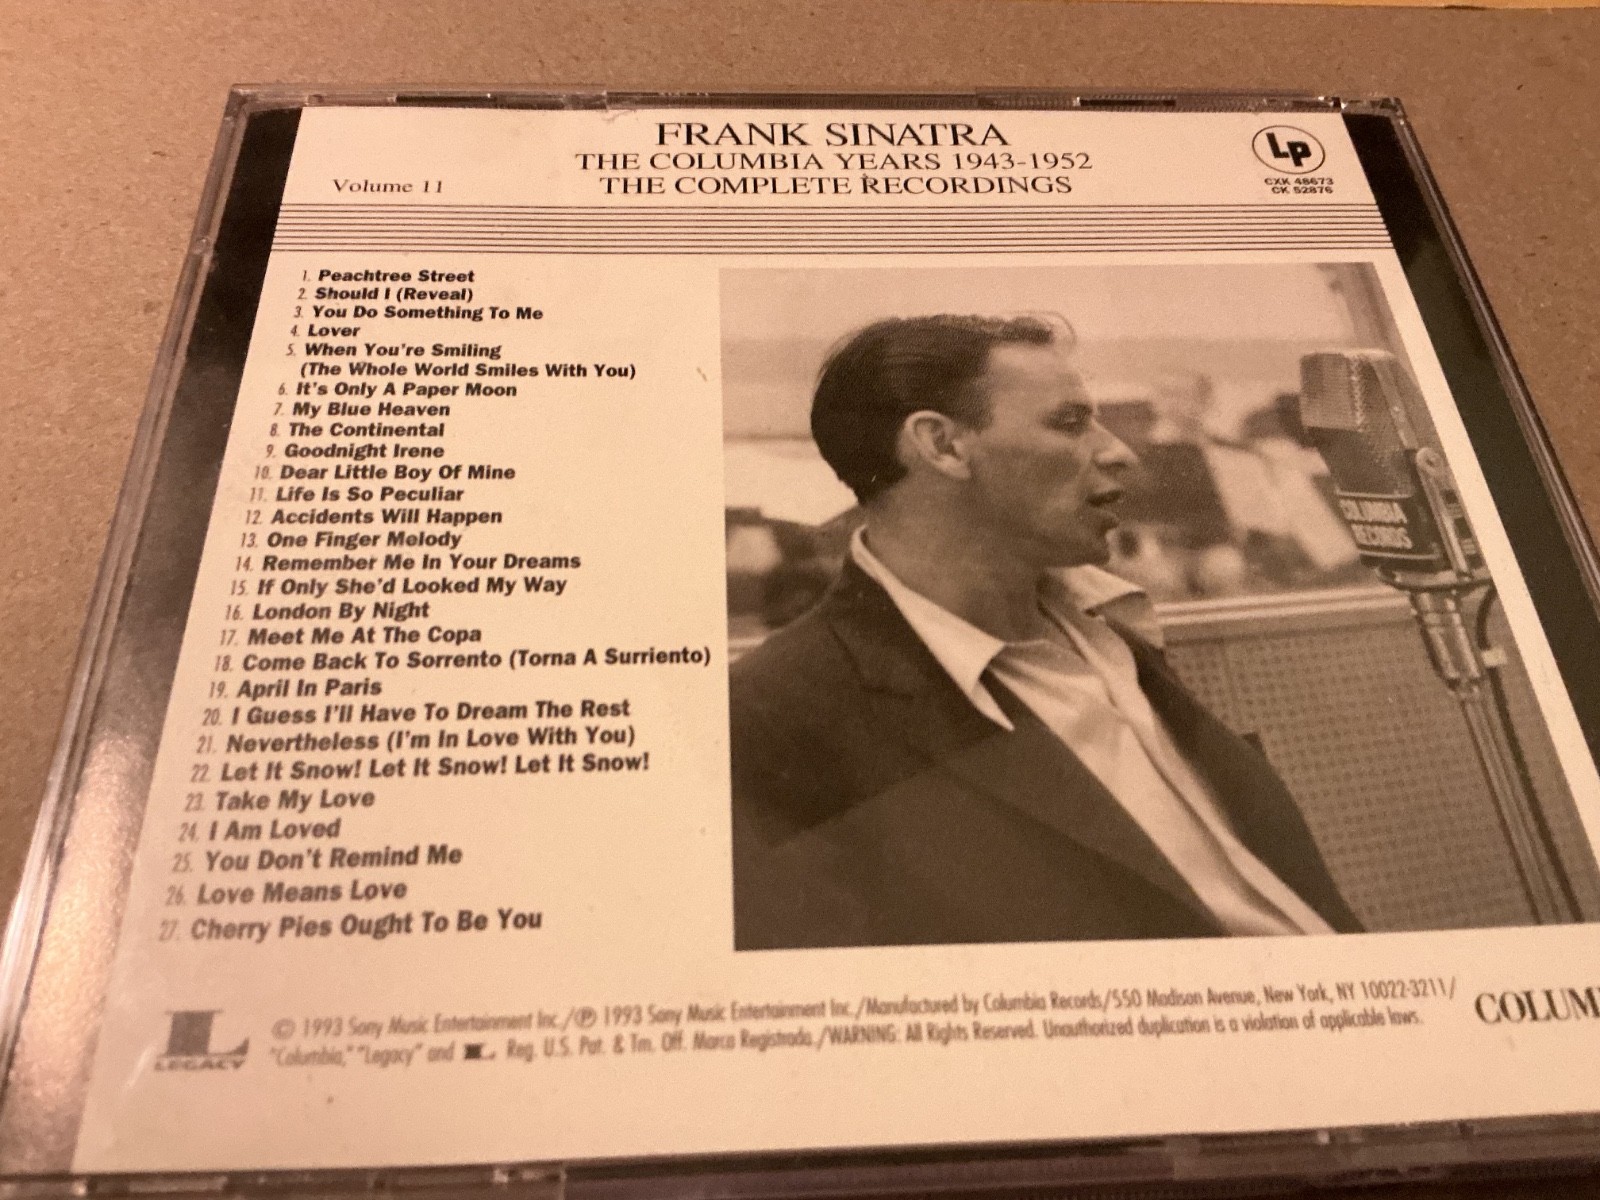 FRANK SINATRA
THE COLUMBIA YEARS 1943-1952
Volume 11
THE COMPLETE RECORDINGS
LP
CXK 48673
CK 52876
1. Peachtree Street
2. Should I (Reveal)
3. You Do Something To Me
4. Lover
5. When You're Smiling
(The Whole World Smiles With You)
6. It's Only A Paper Moon
7. My Blue Heaven
8. The Continental
9. Goodnight Irene
10. Dear Little Boy Of Mine
11. Life Is So Peculiar
12. Accidents Will Happen
13. One Finger Melody
14. Remember Me In Your Dreams
15. If Only She'd Looked My Way
16. London By Night
17. Meet Me At The Copa
18. Come Back To Sorrento (Torna A Surriento)
19. April In Paris
20. I Guess I'll Have To Dream The Rest
21. Nevertheless (I'm In Love With You)
22. Let It Snow! Let It Snow! Let It Snow!
23. Take My Love
24. I Am Loved
25. You Don't Remind Me
26. Love Means Love
27. Cherry Pies Ought To Be You
COLUMBIA
RECORDS
L
LEGACY
© 1993 Sony Music Entertainment Inc./℗ 1993 Sony Music Entertainment Inc./Manufactured by Columbia Records/550 Madison Avenue, New York, NY 10022-3211/
"Columbia," "Legacy" and L Reg. U.S. Pat. & Tm. Off. Marca Registrada./WARNING: All Rights Reserved. Unauthorized duplication is a violation of applicable laws.
COLUM